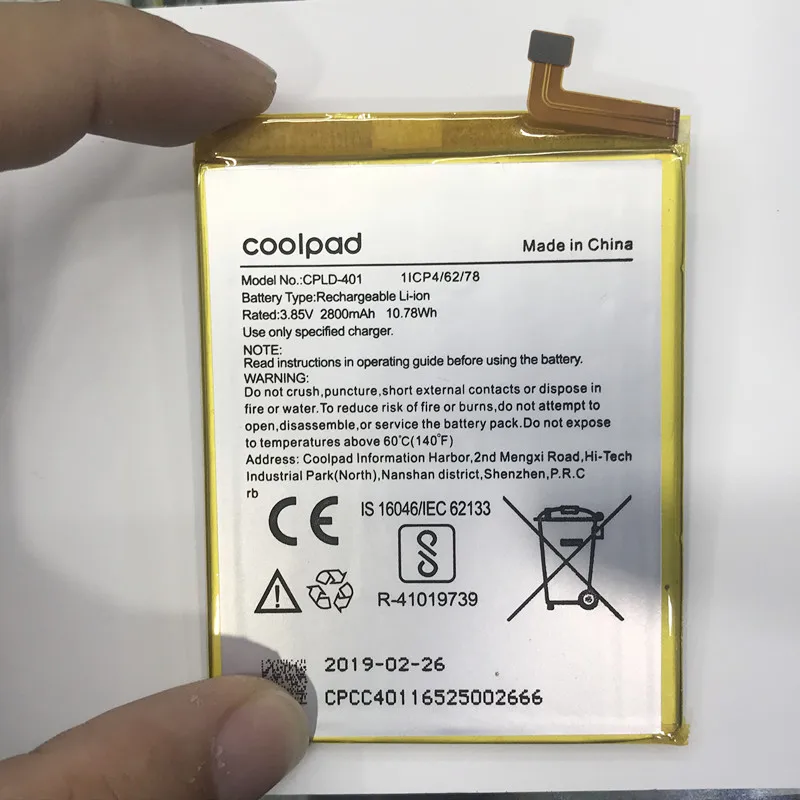 coolpad
Made in China
Model No.:CPLD-401 1ICP4/62/78
Battery Type:Rechargeable Li-ion
Rated:3.85V 2800mAh 10.78Wh
Use only specified charger.
NOTE:
Read instructions in operating guide before using the battery.
WARNING:
Do not crush,puncture,short external contacts or dispose in
fire or water.To reduce risk of fire or burns,do not attempt to
open,disassemble,or service the battery pack.Do not expose
to temperatures above 60℃(140℉)
Address: Coolpad Information Harbor,2nd Mengxi Road,Hi-Tech
Industrial Park(North),Nanshan district,Shenzhen,P.R.C
rb
CE
IS 16046/IEC 62133
R-41019739
2019-02-26
CPCC40116525002666